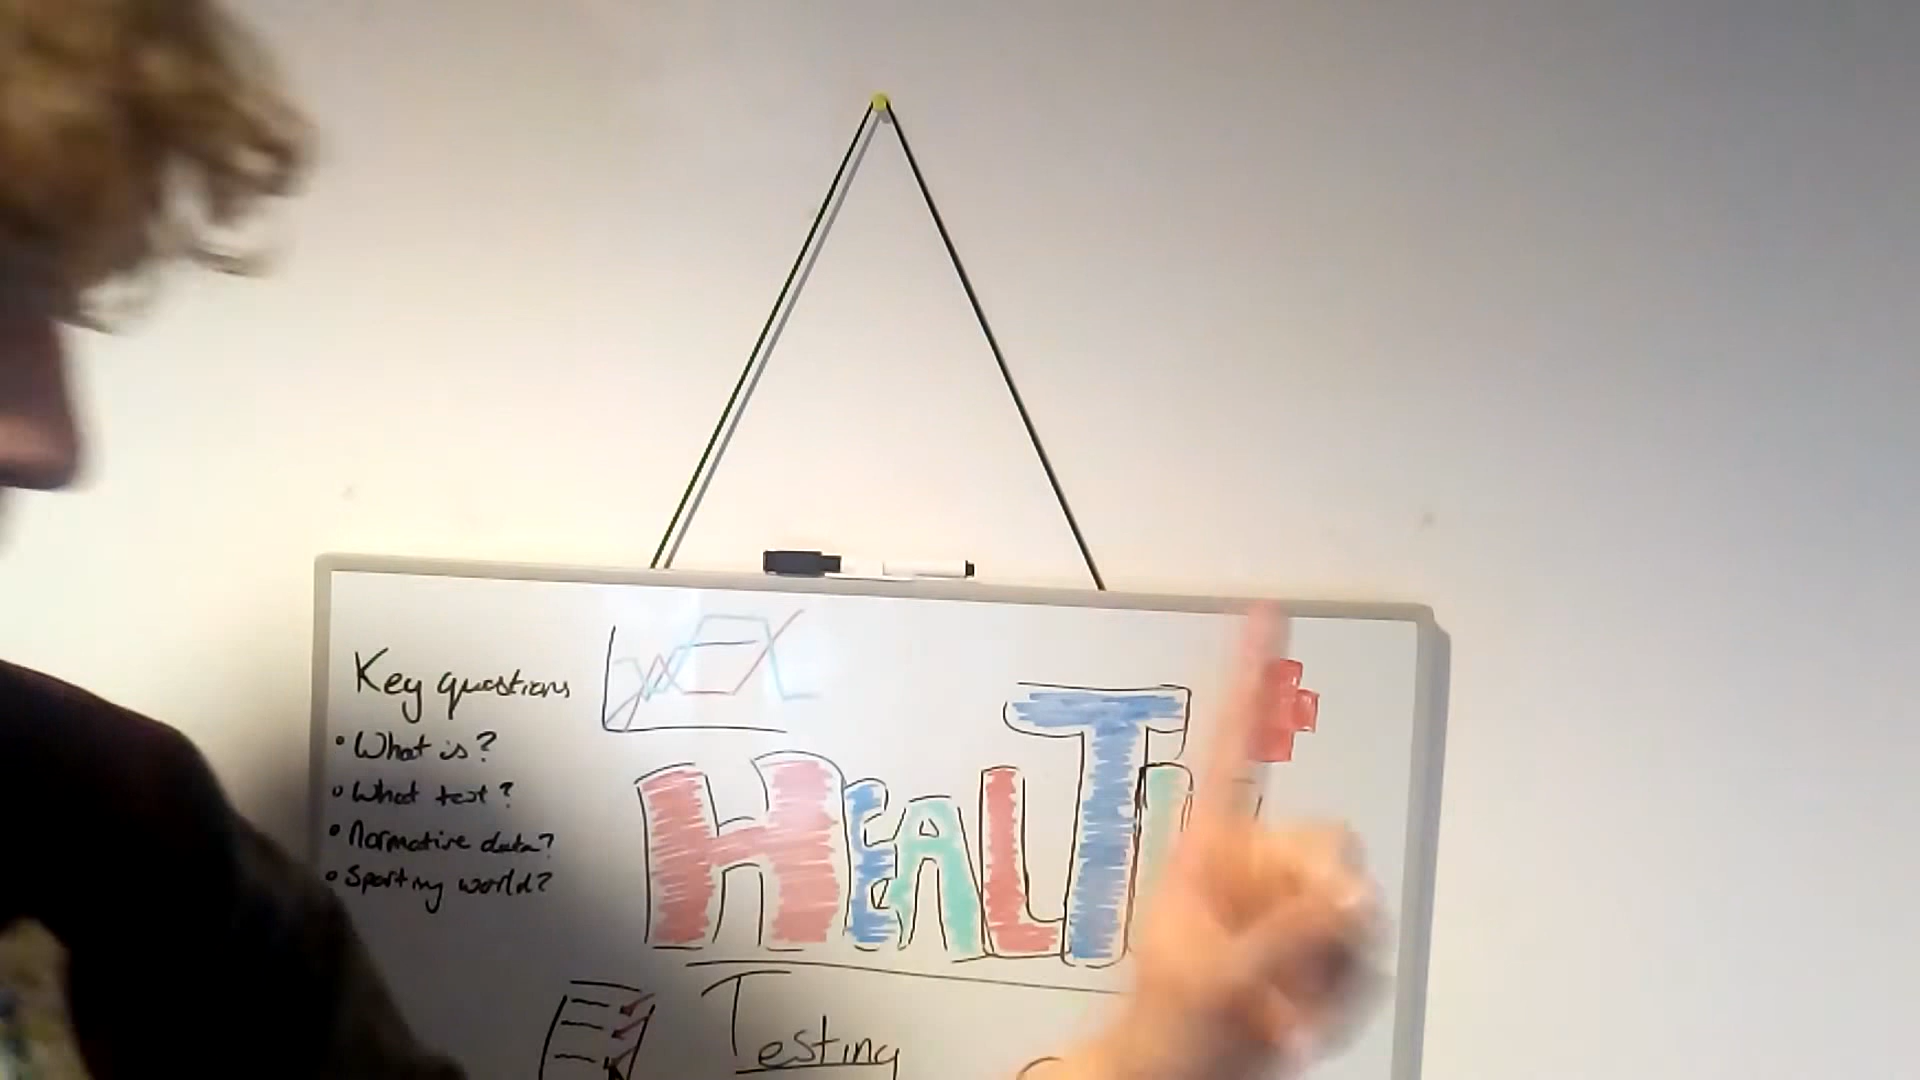 Key questions
• What is?
• What test?
• Normative data?
• Sporting world?
HEALTH
Testing